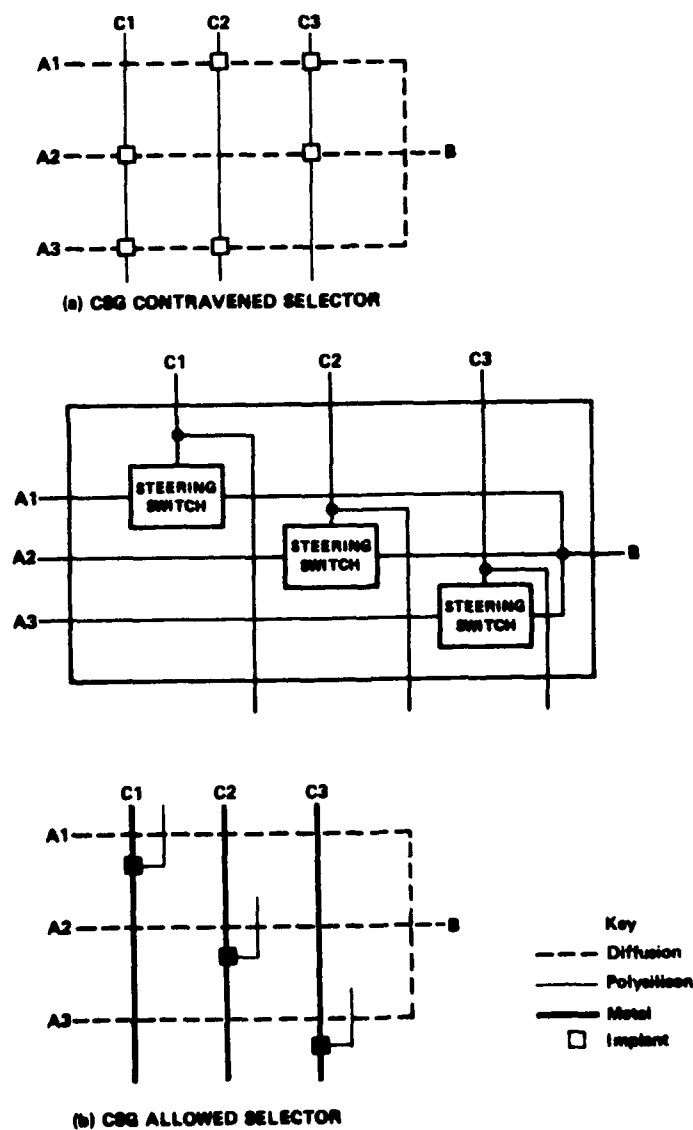 C1 C2 C3
A1
A2 B
A3
(a) CSG CONTRAVENED SELECTOR
C1 C2 C3
STEERING SWITCH
A1
STEERING SWITCH
A2 B
STEERING SWITCH
A3
C1 C2 C3
A1
A2 B
A3
Key
Diffusion
Polysilicon
Metal
Implant
(b) CSG ALLOWED SELECTOR